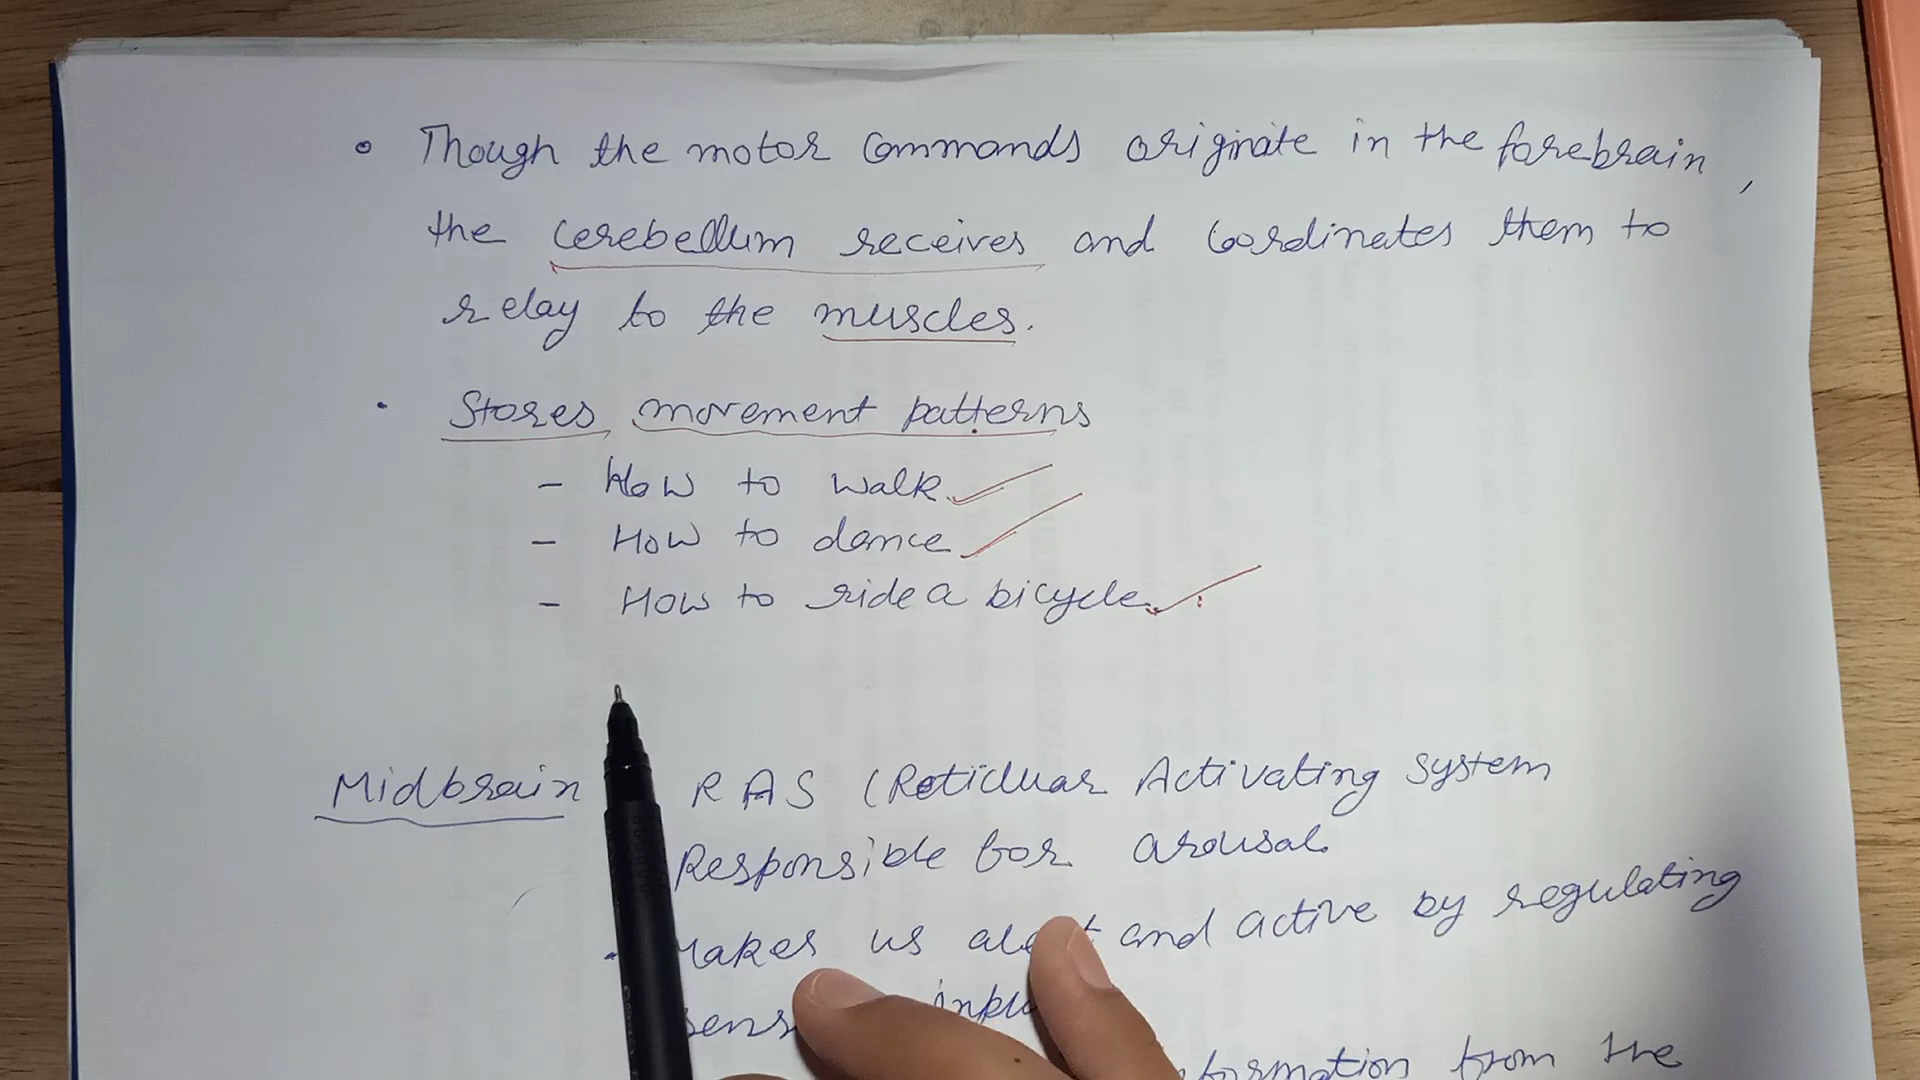 Though the motor commands originate in the forebrain,
the cerebellum receives and coordinates them to
relay to the muscles.
Stores movement patterns
- How to walk
- How to dance
- How to ride a bicycle.
Midbrain RAS (Reticluar Activating System
Responsible for arousal.
Makes us alert and active by regulating
from the